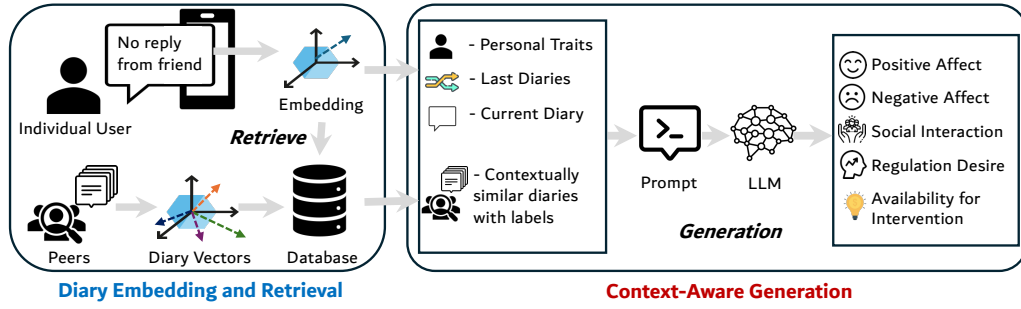 No reply
from friend
Individual User
Embedding
Retrieve
Peers
Diary Vectors
Database
Diary Embedding and Retrieval
- Personal Traits
- Last Diaries
- Current Diary
- Contextually
similar diaries
with labels
Prompt
LLM
Generation
Positive Affect
Negative Affect
Social Interaction
Regulation Desire
Availability for
Intervention
Context-Aware Generation